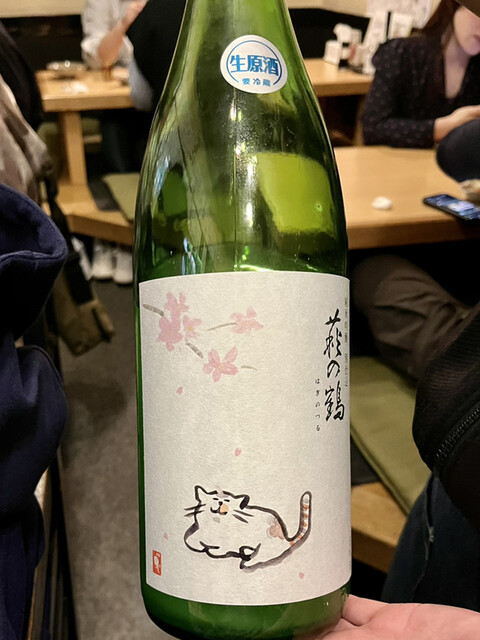 生原酒
要冷蔵
萩の鶴
はぎのつる